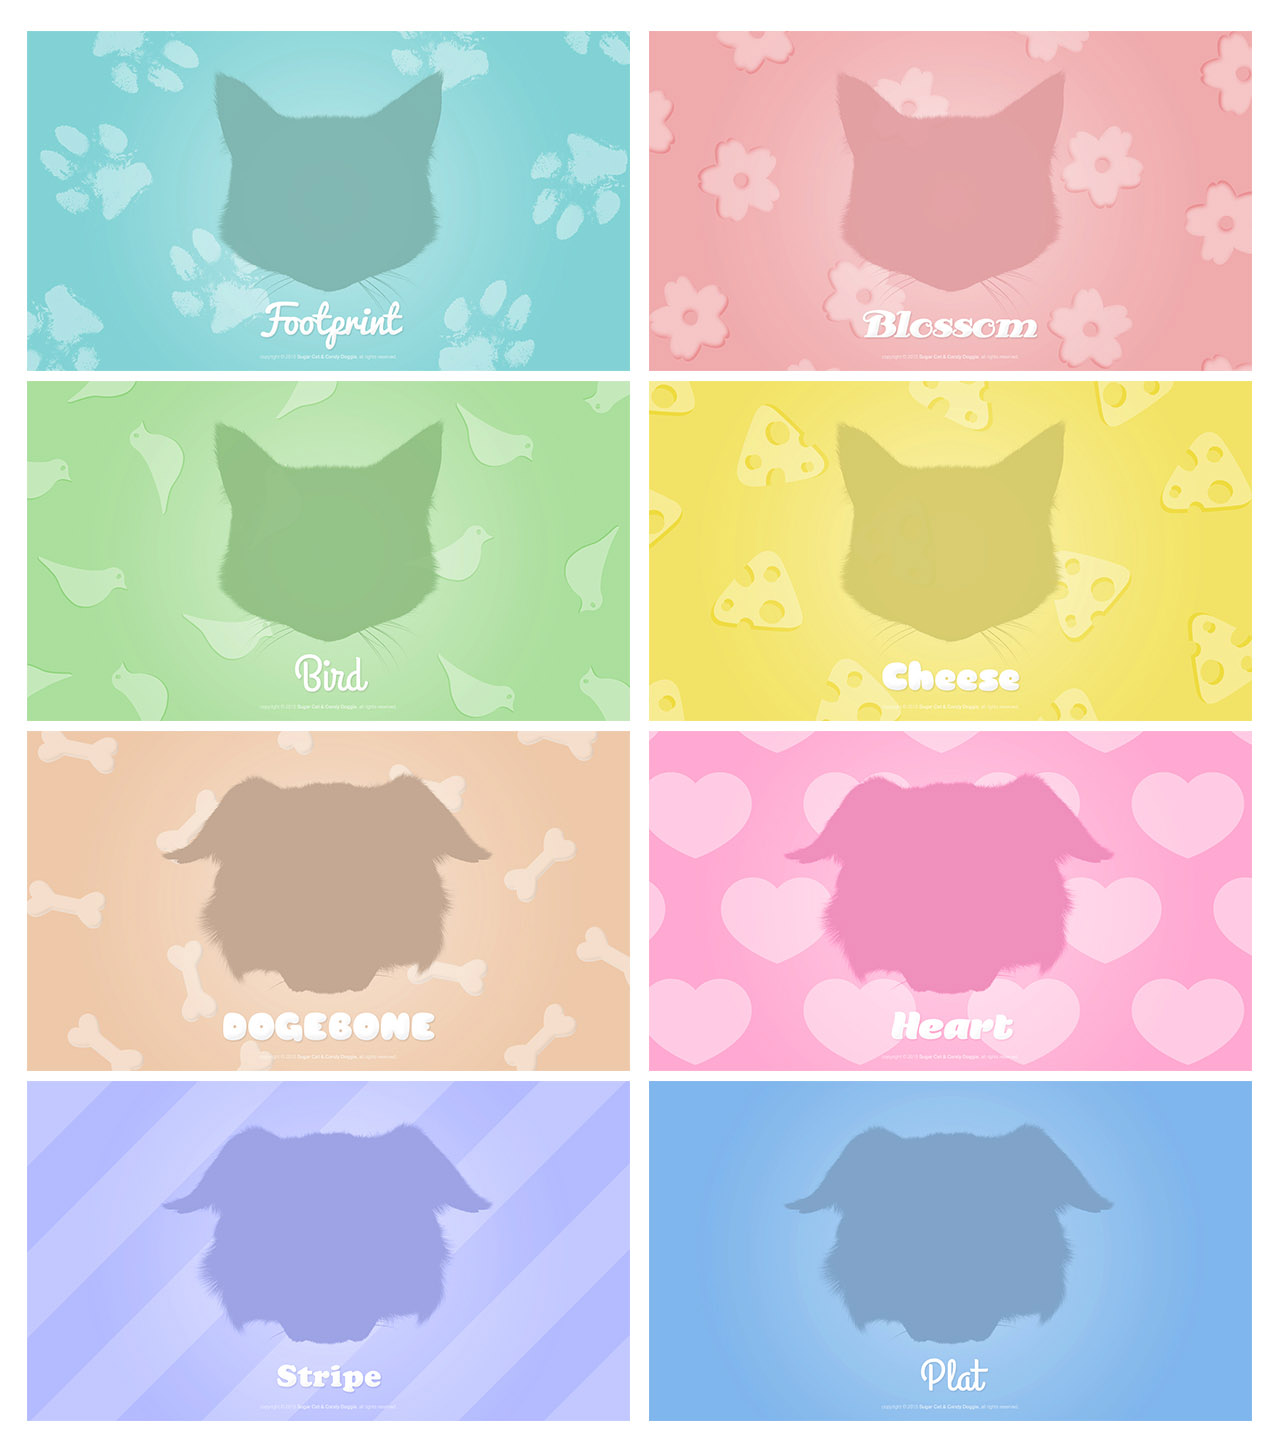 Footprint
copyright © 2015 Sugar Cat & Candy Doggie, all rights reserved.
Blossom
copyright © 2015 Sugar Cat & Candy Doggie, all rights reserved.
Bird
copyright © 2015 Sugar Cat & Candy Doggie, all rights reserved.
Cheese
copyright © 2015 Sugar Cat & Candy Doggie, all rights reserved.
DOGEBONE
copyright © 2015 Sugar Cat & Candy Doggie, all rights reserved.
Heart
copyright © 2015 Sugar Cat & Candy Doggie, all rights reserved.
Stripe
copyright © 2015 Sugar Cat & Candy Doggie, all rights reserved.
Plat
copyright © 2015 Sugar Cat & Candy Doggie, all rights reserved.